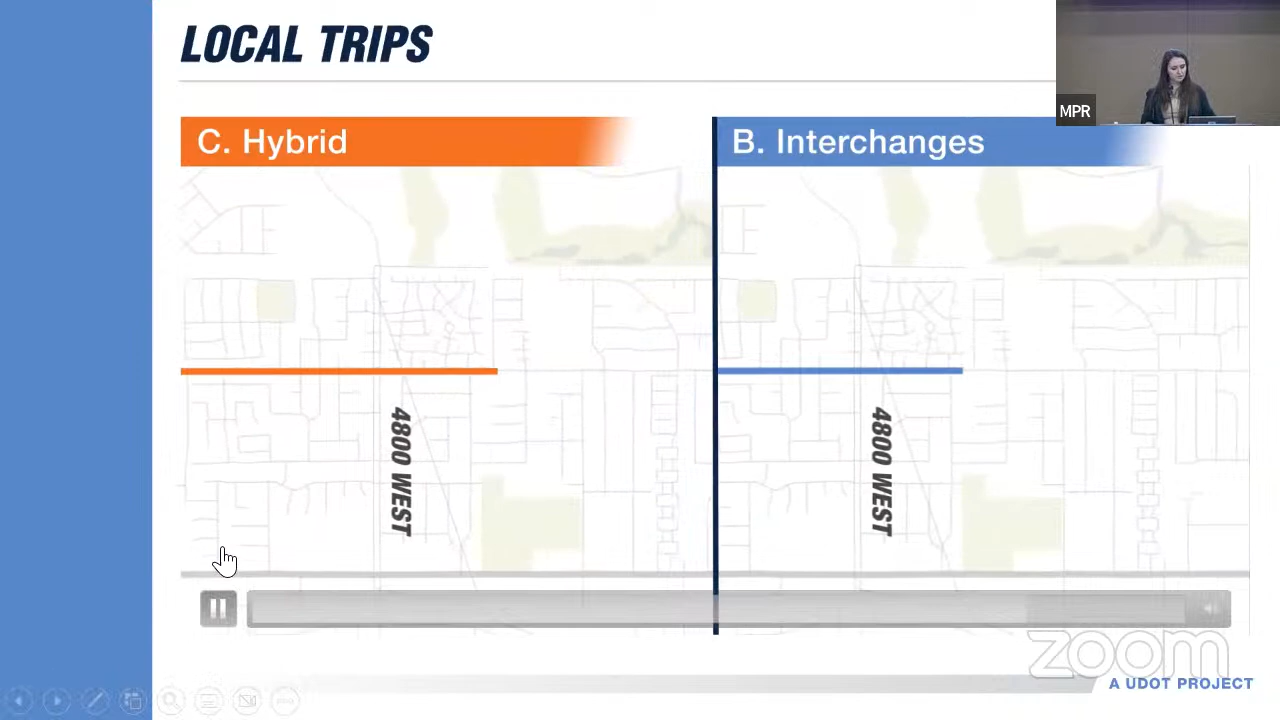 LOCAL TRIPS
MPR
C. Hybrid
B. Interchanges
4800 WEST
4800 WEST
zoom
A UDOT PROJECT